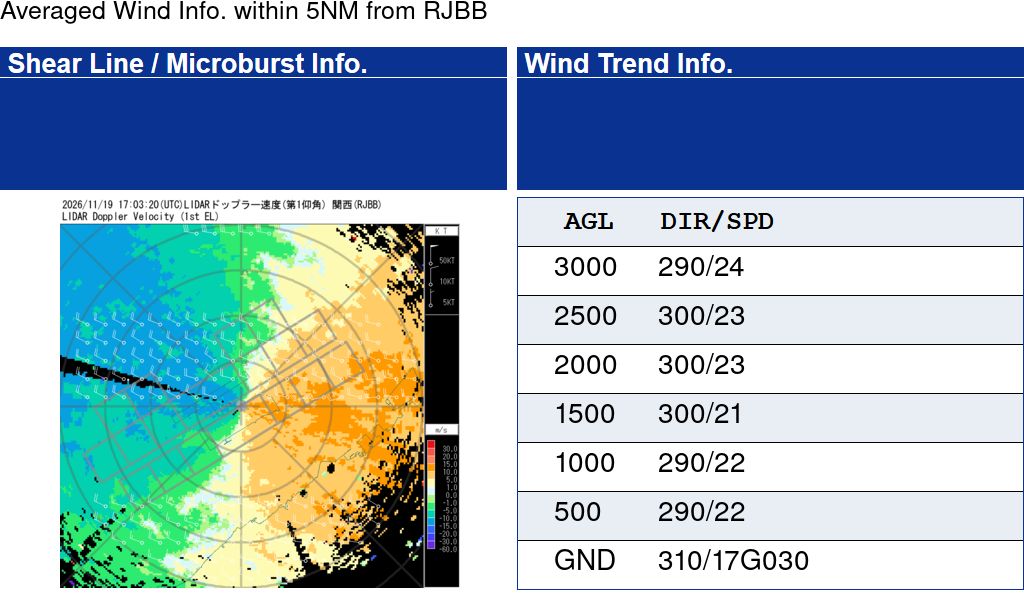 Averaged Wind Info. within 5NM from RJBB
Shear Line / Microburst Info.
Wind Trend Info.
2026/11/19 17:03:20(UTC)LIDARドップラー速度(第1仰角) 関西(RJBB)
LIDAR Doppler Velocity (1st EL)
KT
50KT
10KT
5KT
m/s
30.0
20.0
15.0
10.0
5.0
1.0
0.0
-1.0
-5.0
-10.0
-15.0
-20.0
-30.0
-60.0
AGL DIR/SPD
3000 290/24
2500 300/23
2000 300/23
1500 300/21
1000 290/22
500 290/22
GND 310/17G030